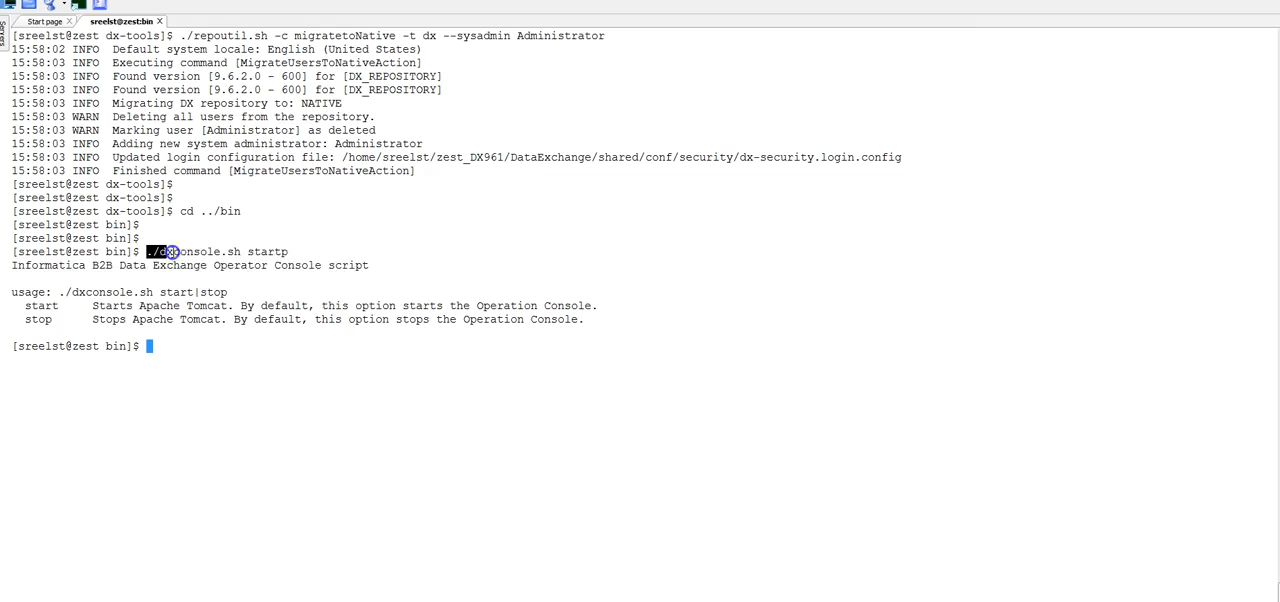 Start page X
sreelst@zest:bin X
Servers
[sreelst@zest dx-tools]$ ./repoutil.sh -c migratetoNative -t dx --sysadmin Administrator
15:58:02 INFO  Default system locale: English (United States)
15:58:03 INFO  Executing command [MigrateUsersToNativeAction]
15:58:03 INFO  Found version [9.6.2.0 - 600] for [DX_REPOSITORY]
15:58:03 INFO  Found version [9.6.2.0 - 600] for [DX_REPOSITORY]
15:58:03 INFO  Migrating DX repository to: NATIVE
15:58:03 WARN  Deleting all users from the repository.
15:58:03 WARN  Marking user [Administrator] as deleted
15:58:03 INFO  Adding new system administrator: Administrator
15:58:03 INFO  Updated login configuration file: /home/sreelst/zest_DX961/DataExchange/shared/conf/security/dx-security.login.config
15:58:03 INFO  Finished command [MigrateUsersToNativeAction]
[sreelst@zest dx-tools]$
[sreelst@zest dx-tools]$
[sreelst@zest dx-tools]$ cd ../bin
[sreelst@zest bin]$
[sreelst@zest bin]$
[sreelst@zest bin]$ ./dxconsole.sh startp
Informatica B2B Data Exchange Operator Console script
usage: ./dxconsole.sh start|stop
start     Starts Apache Tomcat. By default, this option starts the Operation Console.
stop      Stops Apache Tomcat. By default, this option stops the Operation Console.
[sreelst@zest bin]$